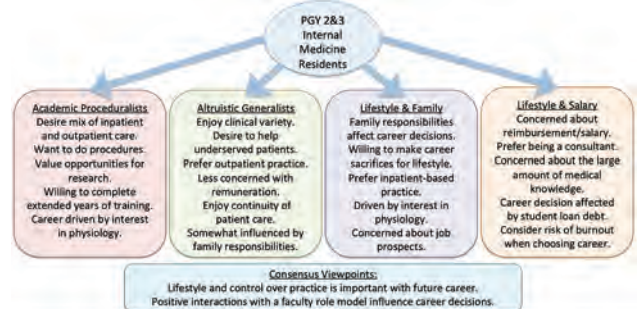 PGY 2&3
Internal
Medicine
Residents
Academic Proceduralists
Desire mix of inpatient
and outpatient care.
Want to do procedures.
Value opportunities for
research.
Willing to complete
extended years of training.
Career driven by interest
in physiology.
Altruistic Generalists
Enjoy clinical variety.
Desire to help
underserved patients.
Prefer outpatient practice.
Less concerned with
remuneration.
Enjoy continuity of
patient care.
Somewhat influenced by
family responsibilities.
Lifestyle & Family
Family responsibilities
affect career decisions.
Willing to make career
sacrifices for lifestyle.
Prefer inpatient-based
practice.
Driven by interest in
physiology.
Concerned about job
prospects.
Lifestyle & Salary
Concerned about
reimbursement/salary.
Prefer being a consultant.
Concerned about the large
amount of medical
knowledge.
Career decision affected
by student loan debt.
Consider risk of burnout
when choosing career.
Consensus Viewpoints:
Lifestyle and control over practice is important with future career.
Positive interactions with a faculty role model influence career decisions.